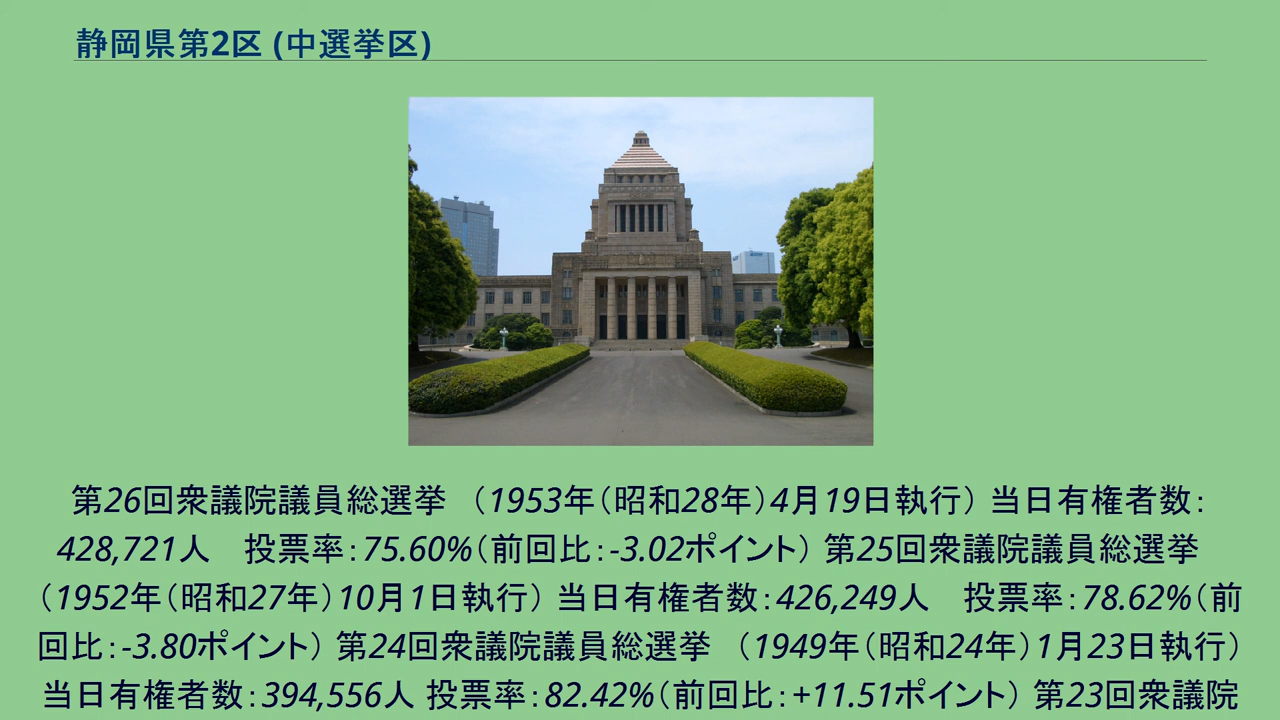 静岡県第2区 (中選挙区)
第26回衆議院議員総選挙　（1953年（昭和28年）4月19日執行） 当日有権者数：
428,721人　投票率：75.60%（前回比：-3.02ポイント） 第25回衆議院議員総選挙
（1952年（昭和27年）10月1日執行） 当日有権者数：426,249人　投票率：78.62%（前
回比：-3.80ポイント） 第24回衆議院議員総選挙　（1949年（昭和24年）1月23日執行）
当日有権者数：394,556人 投票率：82.42%（前回比：+11.51ポイント） 第23回衆議院